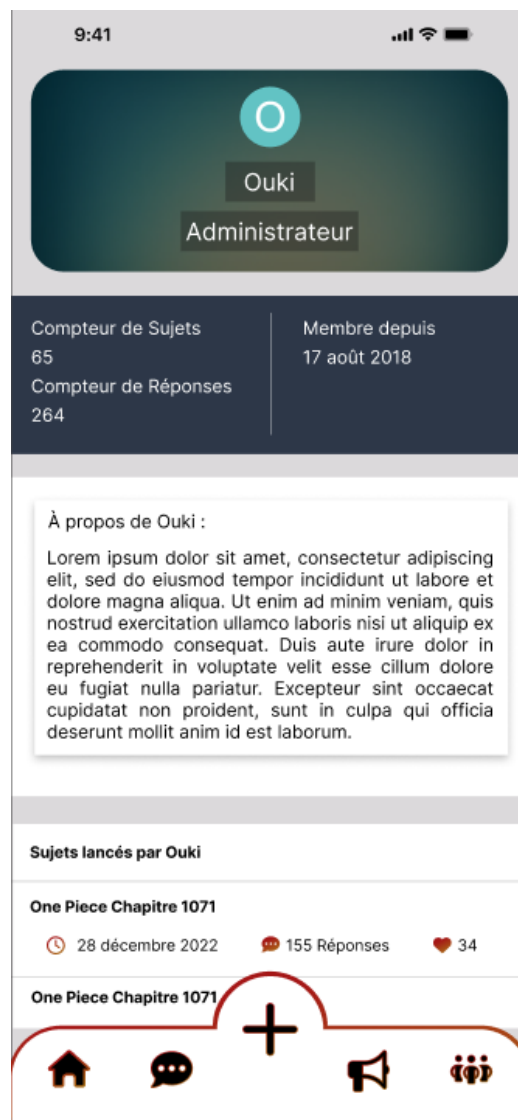 9:41
O
Ouki
Administrateur
Compteur de Sujets
65
Compteur de Réponses
264
Membre depuis
17 août 2018
À propos de Ouki :
Lorem ipsum dolor sit amet, consectetur adipiscing
elit, sed do eiusmod tempor incididunt ut labore et
dolore magna aliqua. Ut enim ad minim veniam, quis
nostrud exercitation ullamco laboris nisi ut aliquip ex
ea commodo consequat. Duis aute irure dolor in
reprehenderit in voluptate velit esse cillum dolore
eu fugiat nulla pariatur. Excepteur sint occaecat
cupidatat non proident, sunt in culpa qui officia
deserunt mollit anim id est laborum.
Sujets lancés par Ouki
One Piece Chapitre 1071
28 décembre 2022 155 Réponses 34
One Piece Chapitre 1071